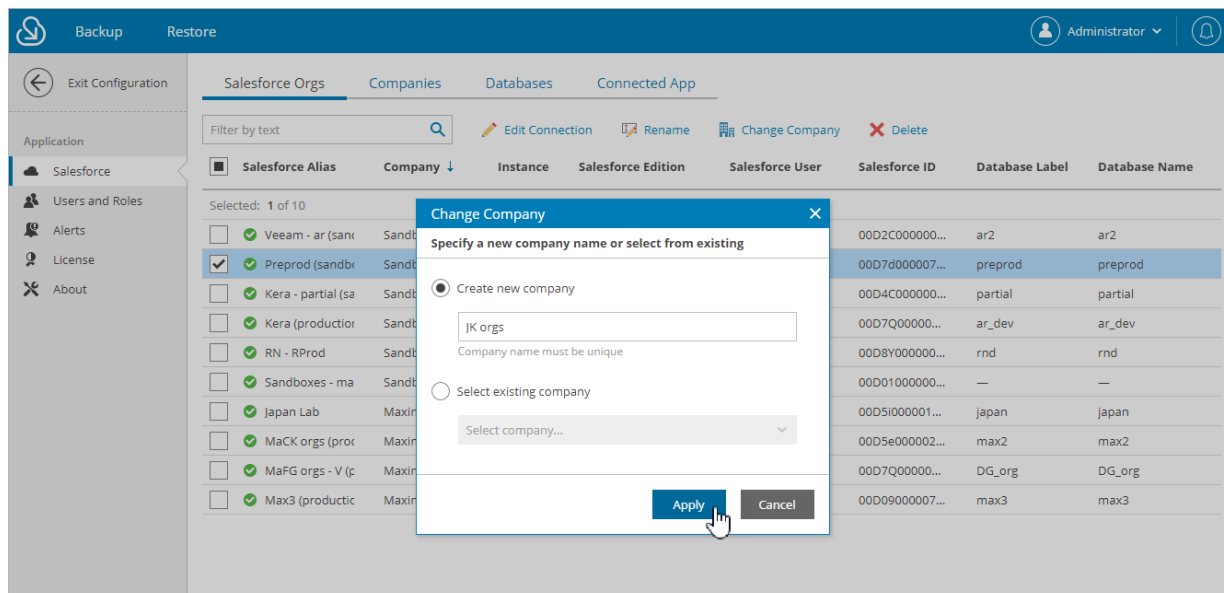 Backup Restore Administrator
Exit Configuration
Salesforce Orgs Companies Databases Connected App
Filter by text Edit Connection Rename Change Company Delete
Application
Salesforce
Users and Roles
Alerts
License
About
Salesforce Alias Company ↓ Instance Salesforce Edition Salesforce User Salesforce ID Database Label Database Name
Selected: 1 of 10
Veeam - ar (sand Sandb 00D2C000000... ar2 ar2
Preprod (sandbo Sandb 00D7d000007... preprod preprod
Kera - partial (sa Sandb 00D4C000000... partial partial
Kera (production Sandb 00D7Q00000... ar_dev ar_dev
RN - RProd Sandb 00D8Y000000... rnd rnd
Sandboxes - ma Sandb 00D01000000... — —
Japan Lab Maxin 00D5i000001... japan japan
MaCK orgs (proc Maxin 00D5e000002... max2 max2
MaFG orgs - V (p Maxin 00D7Q00000... DG_org DG_org
Max3 (productic Maxin 00D09000007... max3 max3
Change Company
Specify a new company name or select from existing
Create new company
JK orgs
Company name must be unique
Select existing company
Select company...
Apply Cancel